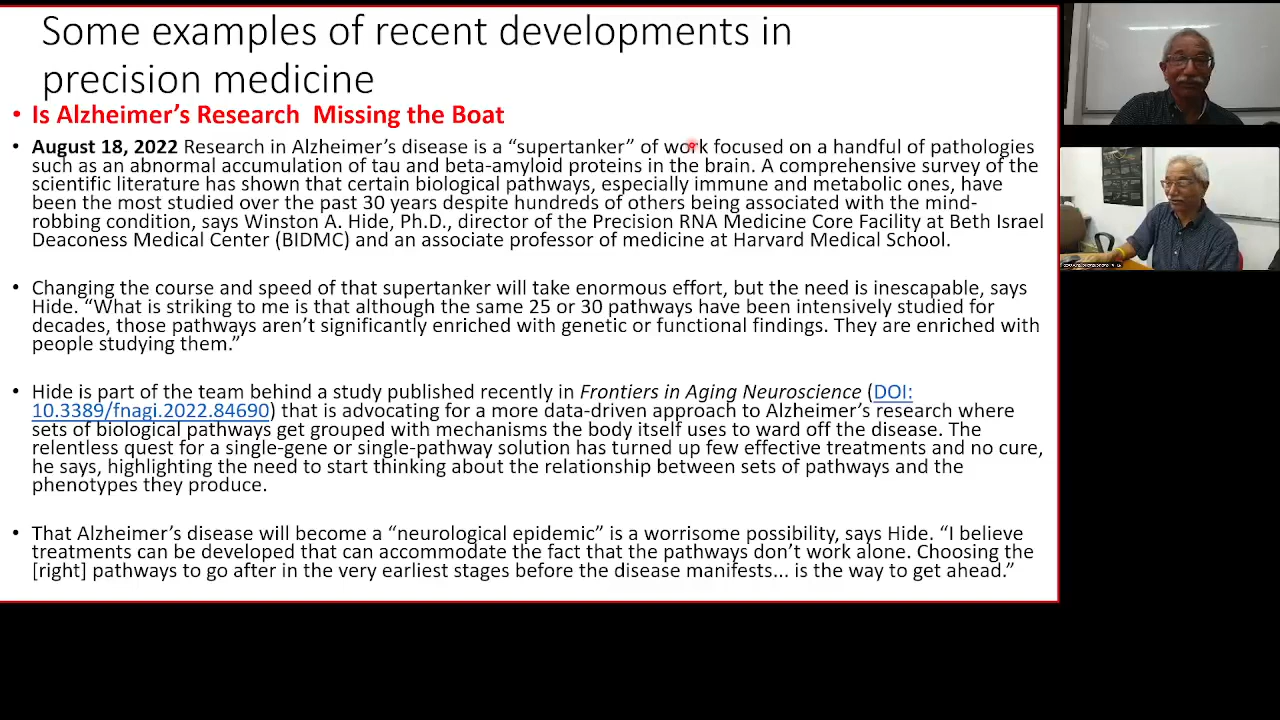 Some examples of recent developments in
precision medicine
• Is Alzheimer's Research  Missing the Boat
• August 18, 2022 Research in Alzheimer's disease is a “supertanker” of work focused on a handful of pathologies
such as an abnormal accumulation of tau and beta-amyloid proteins in the brain. A comprehensive survey of the
scientific literature has shown that certain biological pathways, especially immune and metabolic ones, have
been the most studied over the past 30 years despite hundreds of others being associated with the mind-
robbing condition, says Winston A. Hide, Ph.D., director of the Precision RNA Medicine Core Facility at Beth Israel
Deaconess Medical Center (BIDMC) and an associate professor of medicine at Harvard Medical School.
• Changing the course and speed of that supertanker will take enormous effort, but the need is inescapable, says
Hide. “What is striking to me is that although the same 25 or 30 pathways have been intensively studied for
decades, those pathways aren't significantly enriched with genetic or functional findings. They are enriched with
people studying them.”
• Hide is part of the team behind a study published recently in Frontiers in Aging Neuroscience (DOI:
10.3389/fnagi.2022.84690) that is advocating for a more data-driven approach to Alzheimer's research where
sets of biological pathways get grouped with mechanisms the body itself uses to ward off the disease. The
relentless quest for a single-gene or single-pathway solution has turned up few effective treatments and no cure,
he says, highlighting the need to start thinking about the relationship between sets of pathways and the
phenotypes they produce.
• That Alzheimer's disease will become a “neurological epidemic” is a worrisome possibility, says Hide. “I believe
treatments can be developed that can accommodate the fact that the pathways don't work alone. Choosing the
[right] pathways to go after in the very earliest stages before the disease manifests... is the way to get ahead.”